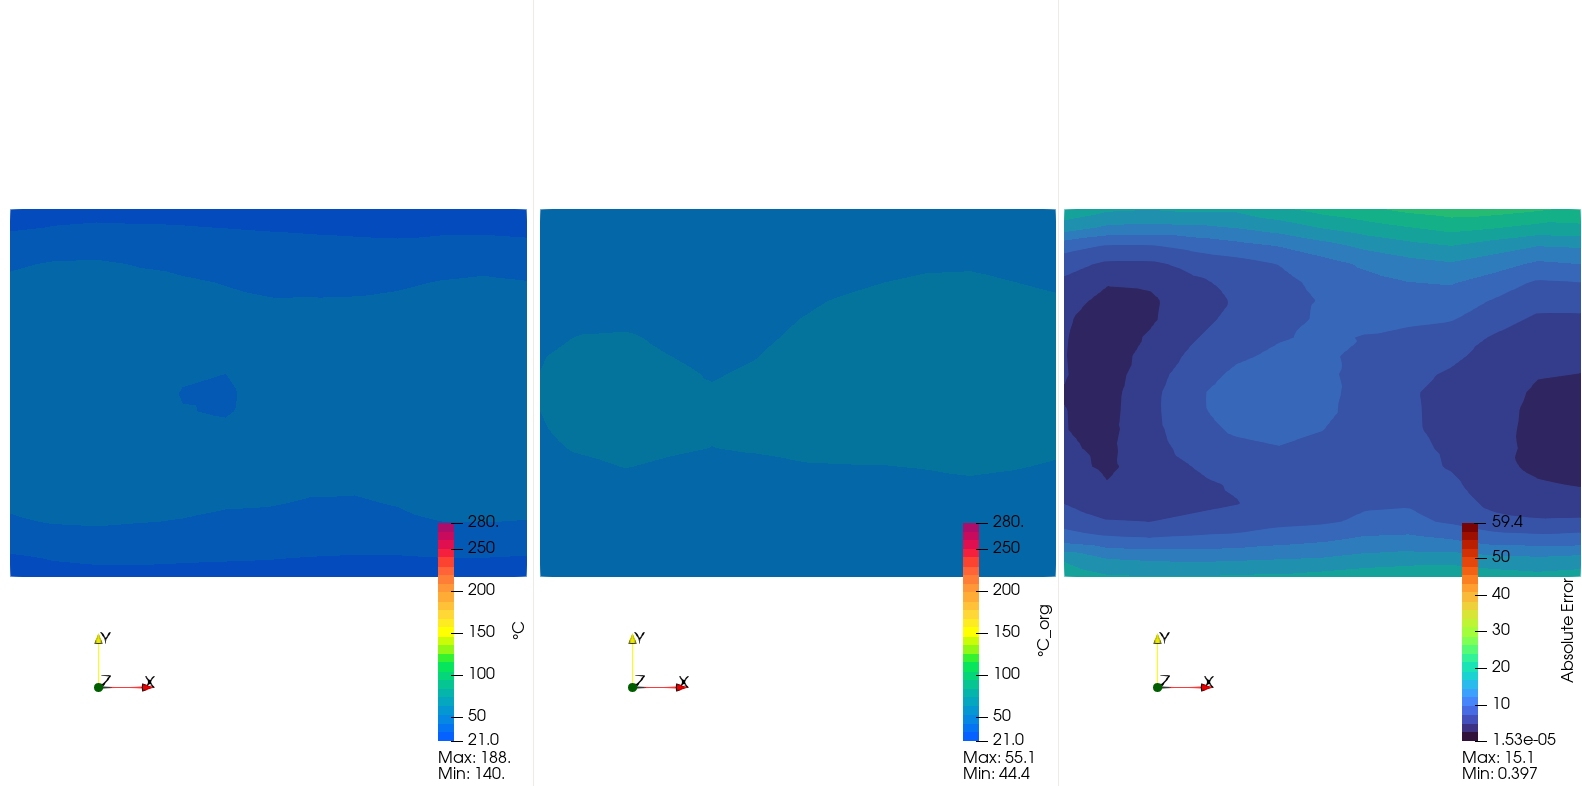 280.
250
200
150
100
50
21.0
°C
Max: 188.
Min: 140.
Y
Z
X
280.
250
200
150
100
50
21.0
°C_org
Max: 55.1
Min: 44.4
Y
Z
X
59.4
50
40
30
20
10
1.53e-05
Absolute Error
Max: 15.1
Min: 0.397
Y
Z
X